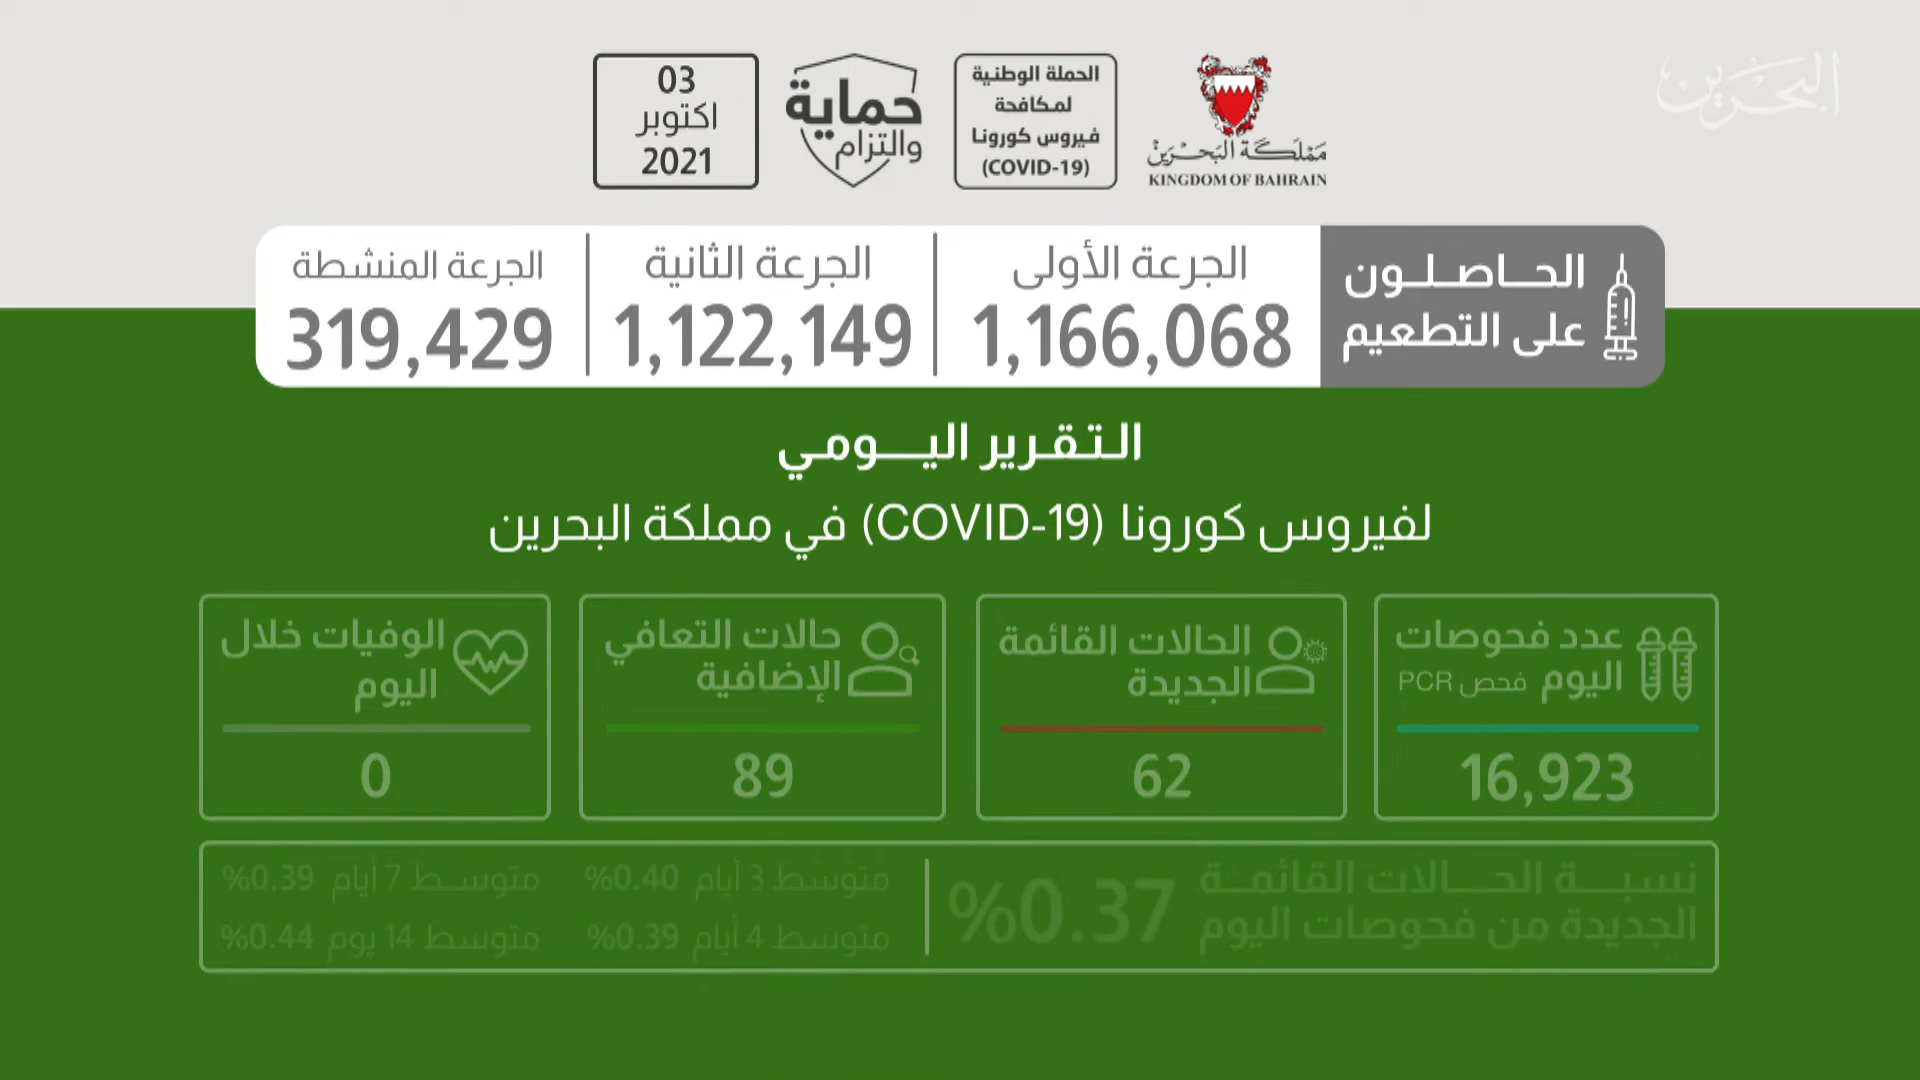 البحرين
مملكة البحرين
KINGDOM OF BAHRAIN
الحملة الوطنية
لمكافحة
فيروس كورونا
(COVID-19)
حماية
والتزام
03
اكتوبر
2021
الحاصلون
على التطعيم
الجرعة الأولى
1,166,068
الجرعة الثانية
1,122,149
الجرعة المنشطة
319,429
التقرير اليومي
لفيروس كورونا (COVID-19) في مملكة البحرين
عدد فحوصات
اليوم فحص PCR
16,923
الحالات القائمة
الجديدة
62
حالات التعافي
الإضافية
89
الوفيات خلال
اليوم
0
نسبة الحالات القائمة
الجديدة من فحوصات اليوم
%0.37
متوسط 3 أيام 0.40%
متوسط 7 أيام 0.39%
متوسط 4 أيام 0.39%
متوسط 14 يوم 0.44%